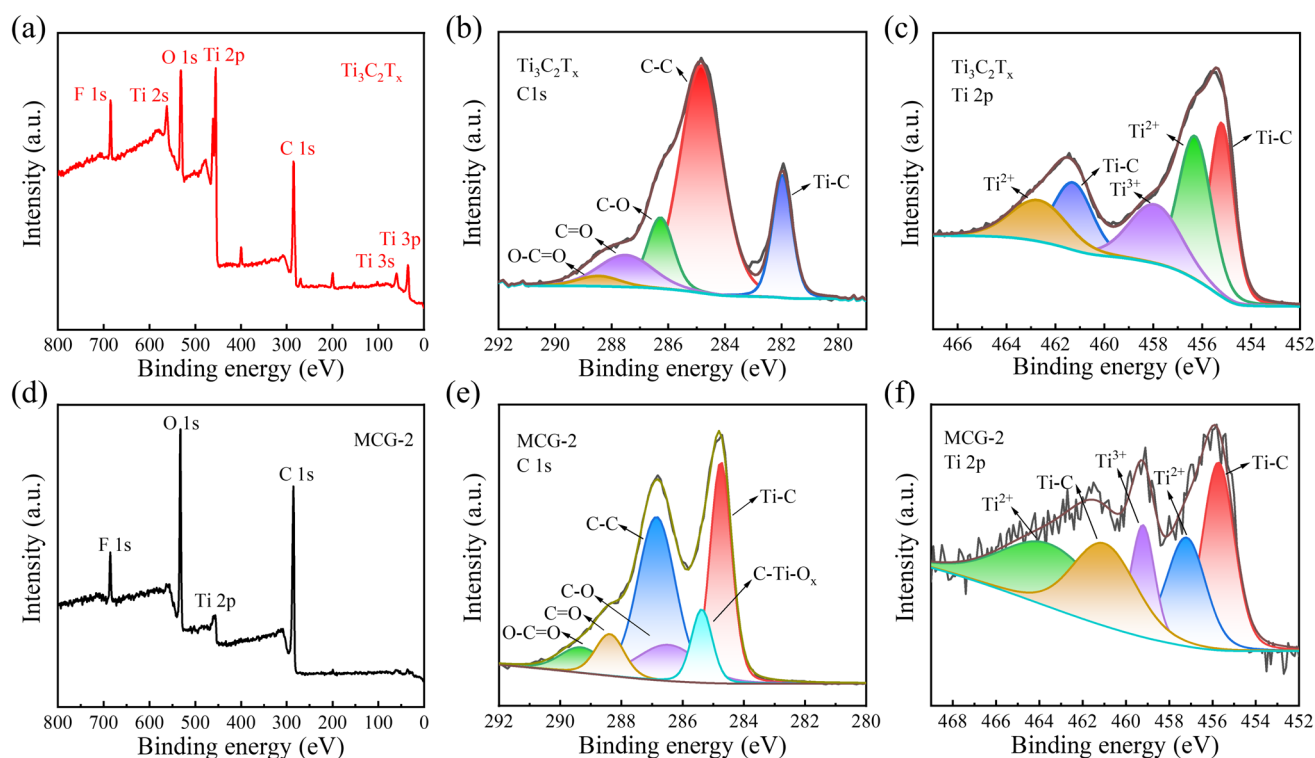 (a)
Ti₃C₂Tₓ
F 1s
Ti 2s
O 1s
Ti 2p
C 1s
Ti 3s
Ti 3p
Intensity (a.u.)
800 700 600 500 400 300 200 100 0
Binding energy (eV)
(b)
Ti₃C₂Tₓ
C1s
C-C
Ti-C
C-O
C=O
O-C=O
Intensity (a.u.)
292 290 288 286 284 282 280
Binding energy (eV)
(c)
Ti₃C₂Tₓ
Ti 2p
Ti²⁺
Ti-C
Ti³⁺
Ti²⁺
Ti-C
Intensity (a.u.)
466 464 462 460 458 456 454 452
Binding energy (eV)
(d)
MCG-2
F 1s
O 1s
Ti 2p
C 1s
Intensity (a.u.)
800 700 600 500 400 300 200 100 0
Binding energy (eV)
(e)
MCG-2
C 1s
Ti-C
C-C
C-Ti-Oₓ
C-O
C=O
O-C=O
Intensity (a.u.)
292 290 288 286 284 282 280
Binding energy (eV)
(f)
MCG-2
Ti 2p
Ti²⁺
Ti-C
Ti³⁺
Ti²⁺
Ti-C
Intensity (a.u.)
468 466 464 462 460 458 456 454 452
Binding energy (eV)